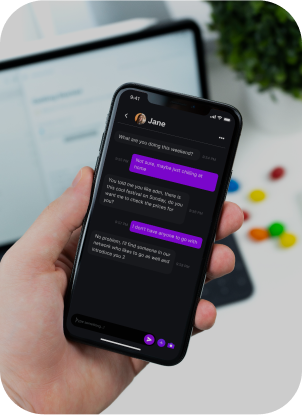 9:41
Jane
What are you doing this weekend?
Not sure, maybe just chilling at
home
You told me you like edm, there is
this cool festival on Sunday, do you
want me to check the prices for
you?
I don't have anyone to go with
No problem, I'd find someone in our
network who likes to go as well and
introduce you 2